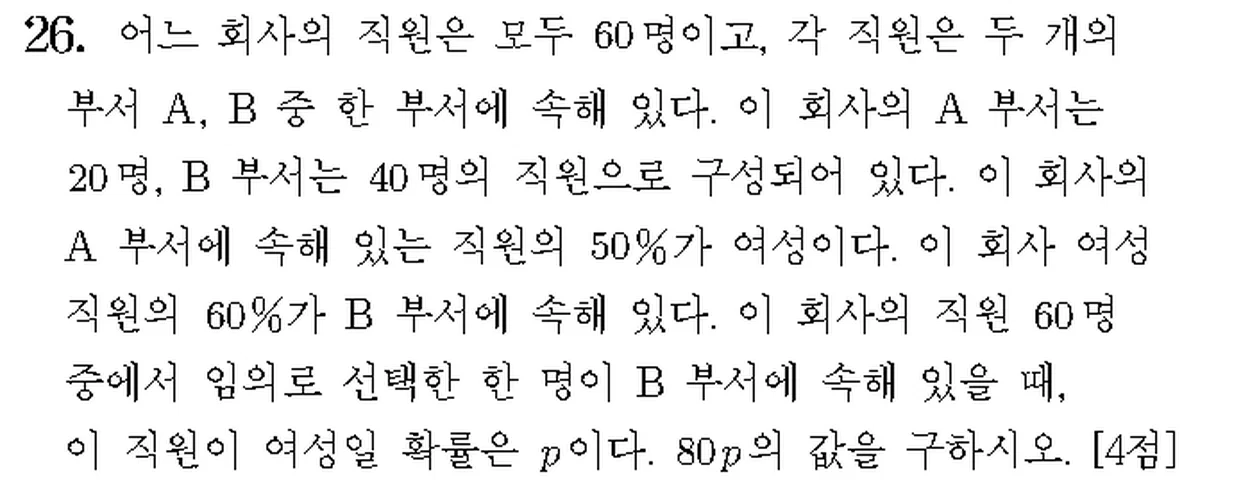 26. 어느 회사의 직원은 모두 60명이고, 각 직원은 두 개의
부서 A, B 중 한 부서에 속해 있다. 이 회사의 A 부서는
20명, B 부서는 40명의 직원으로 구성되어 있다. 이 회사의
A 부서에 속해 있는 직원의 50%가 여성이다. 이 회사 여성
직원의 60%가 B 부서에 속해 있다. 이 회사의 직원 60명
중에서 임의로 선택한 한 명이 B 부서에 속해 있을 때,
이 직원이 여성일 확률은 p이다. 80p의 값을 구하시오. [4점]